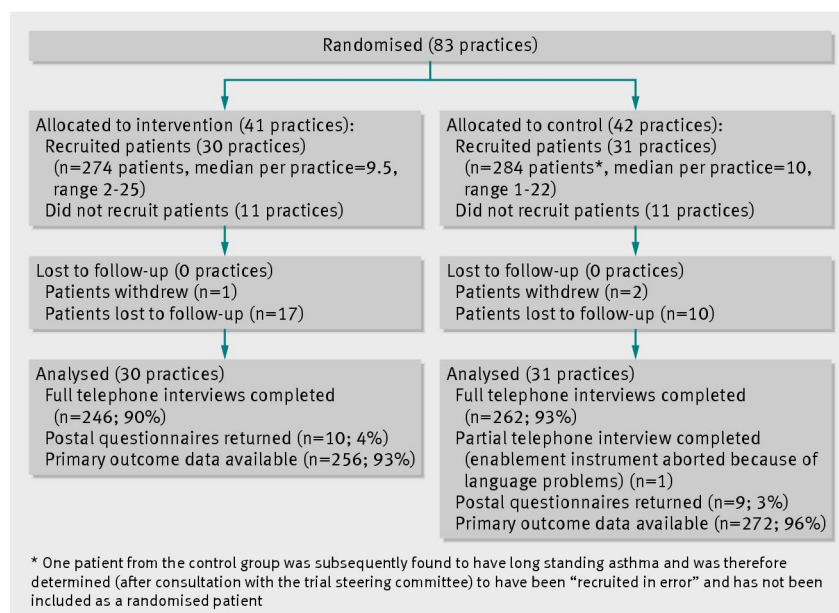 Randomised (83 practices)
Allocated to intervention (41 practices):
Recruited patients (30 practices)
(n=274 patients, median per practice=9.5,
range 2-25)
Did not recruit patients (11 practices)
Allocated to control (42 practices):
Recruited patients (31 practices)
(n=284 patients*, median per practice=10,
range 1-22)
Did not recruit patients (11 practices)
Lost to follow-up (0 practices)
Patients withdrew (n=1)
Patients lost to follow-up (n=17)
Lost to follow-up (0 practices)
Patients withdrew (n=2)
Patients lost to follow-up (n=10)
Analysed (30 practices)
Full telephone interviews completed
(n=246; 90%)
Postal questionnaires returned (n=10; 4%)
Primary outcome data available (n=256; 93%)
Analysed (31 practices)
Full telephone interviews completed
(n=262; 93%)
Partial telephone interview completed
(enablement instrument aborted because of
language problems) (n=1)
Postal questionnaires returned (n=9; 3%)
Primary outcome data available (n=272; 96%)
* One patient from the control group was subsequently found to have long standing asthma and was therefore
determined (after consultation with the trial steering committee) to have been “recruited in error” and has not been
included as a randomised patient